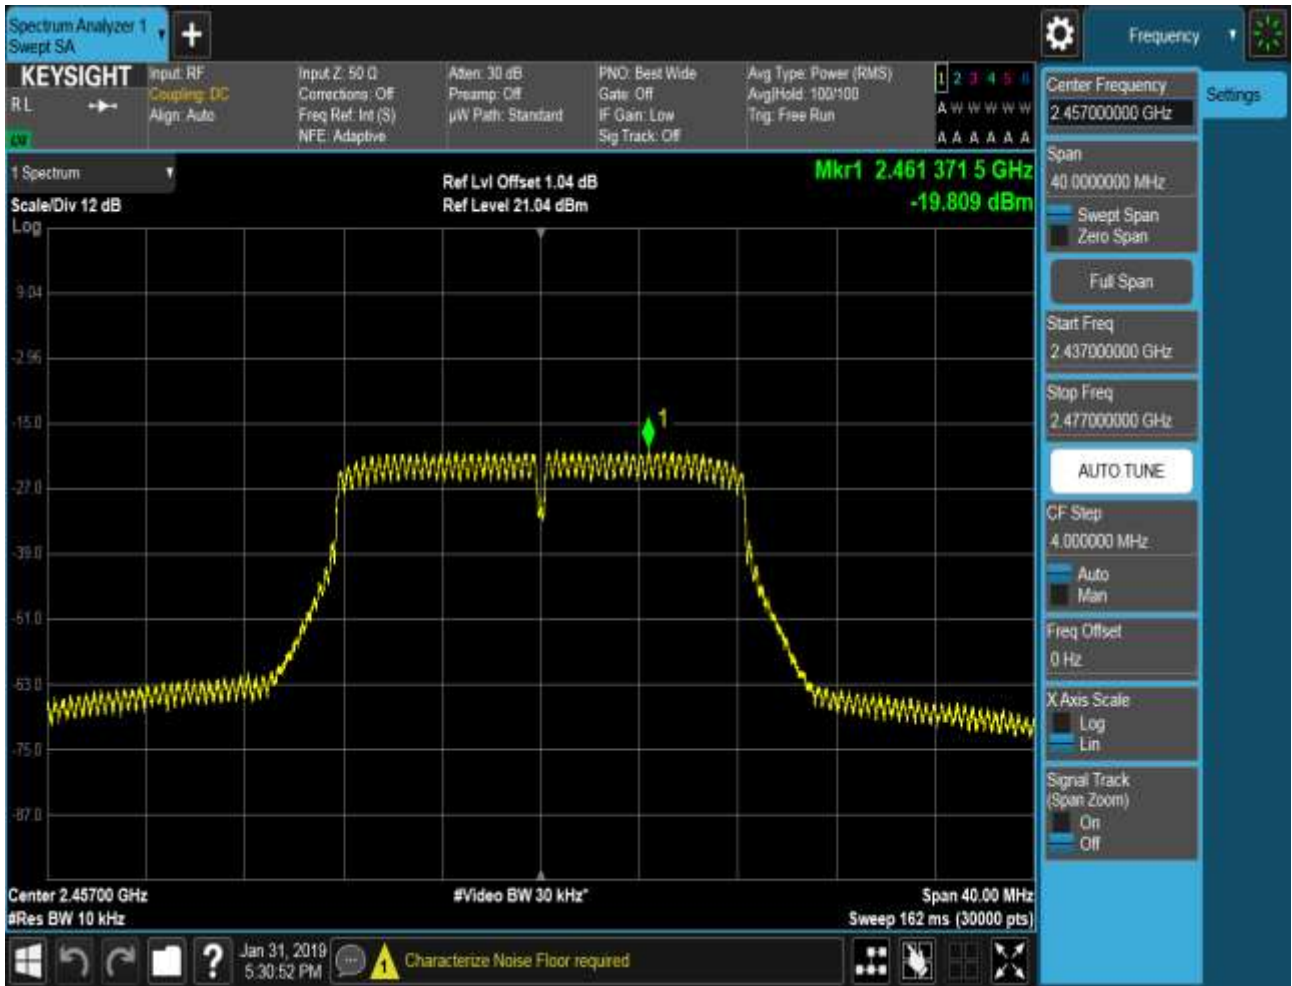 Spectrum Analyzer 1
Swept SA
Frequency
KEYSIGHT
R L
LXI
Input: RF
Coupling: DC
Align: Auto
Input Z: 50 Ω
Corrections: Off
Freq Ref: Int (S)
NFE: Adaptive
Atten: 30 dB
Preamp: Off
µW Path: Standard
PNO: Best Wide
Gate: Off
IF Gain: Low
Sig Track: Off
Avg Type: Power (RMS)
Avg|Hold: 100/100
Trig: Free Run
1 2 3 4 5 6
A W W W W W
A A A A A A
Center Frequency
2.457000000 GHz
Settings
1 Spectrum
Scale/Div 12 dB
Ref Lvl Offset 1.04 dB
Ref Level 21.04 dBm
Mkr1 2.461 371 5 GHz
-19.809 dBm
Log
9.04
-2.96
-15.0
-27.0
-39.0
-51.0
-63.0
-75.0
-87.0
1
Span
40.0000000 MHz
Swept Span
Zero Span
Full Span
Start Freq
2.437000000 GHz
Stop Freq
2.477000000 GHz
AUTO TUNE
CF Step
4.000000 MHz
Auto
Man
Freq Offset
0 Hz
X Axis Scale
Log
Lin
Signal Track
(Span Zoom)
On
Off
Center 2.45700 GHz
#Res BW 10 kHz
#Video BW 30 kHz*
Span 40.00 MHz
Sweep 162 ms (30000 pts)
?
Jan 31, 2019
5:30:52 PM
1
Characterize Noise Floor required